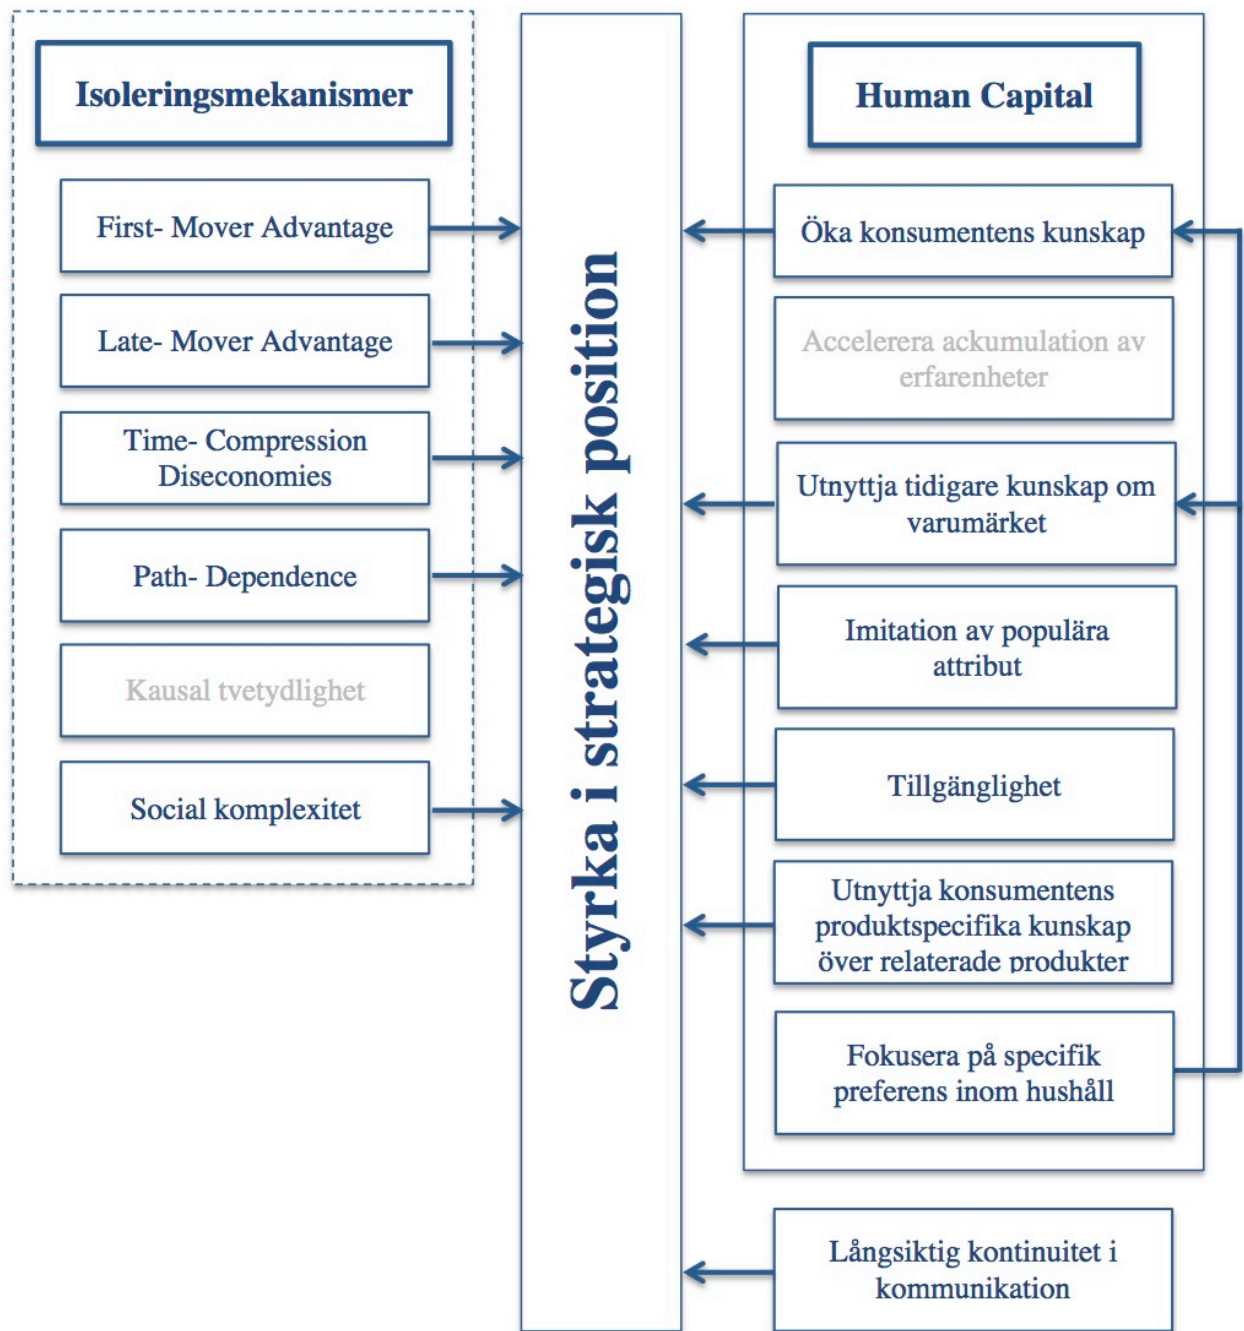 Isoleringsmekanismer
First- Mover Advantage
Late- Mover Advantage
Time- Compression
Diseconomies
Path- Dependence
Kausal tvetydlighet
Social komplexitet
Styrka i strategisk position
Human Capital
Öka konsumentens kunskap
Accelerera ackumulation av
erfarenheter
Utnyttja tidigare kunskap om
varumärket
Imitation av populära
attribut
Tillgänglighet
Utnyttja konsumentens
produktspecifika kunskap
över relaterade produkter
Fokusera på specifik
preferens inom hushåll
Långsiktig kontinuitet i
kommunikation